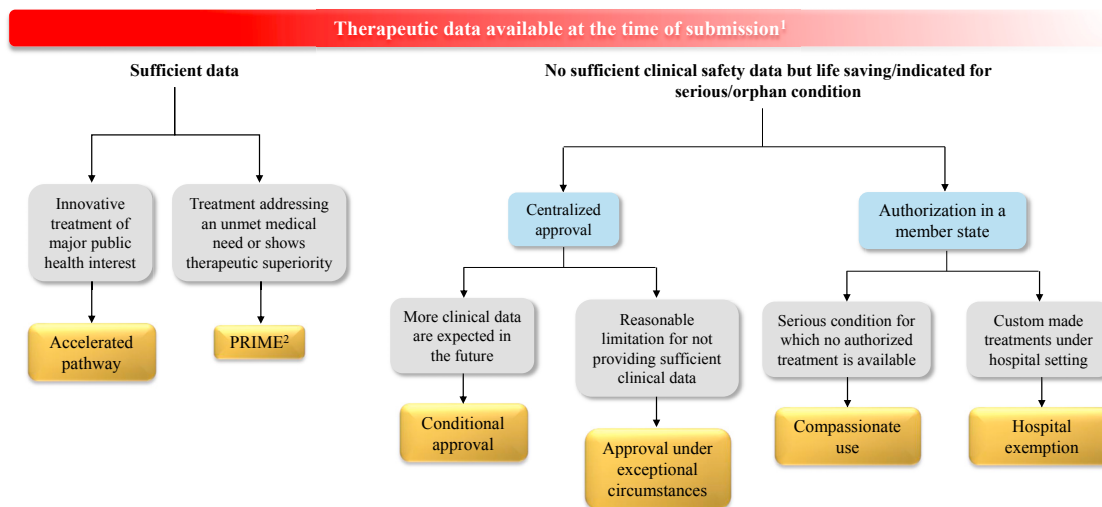 Therapeutic data available at the time of submission¹
Sufficient data
No sufficient clinical safety data but life saving/indicated for
serious/orphan condition
Innovative
treatment of
major public
health interest
Treatment addressing
an unmet medical
need or shows
therapeutic superiority
Centralized
approval
Authorization in a
member state
Accelerated
pathway
PRIME²
More clinical data
are expected in
the future
Reasonable
limitation for not
providing sufficient
clinical data
Serious condition for
which no authorized
treatment is available
Custom made
treatments under
hospital setting
Conditional
approval
Approval under
exceptional
circumstances
Compassionate
use
Hospital
exemption